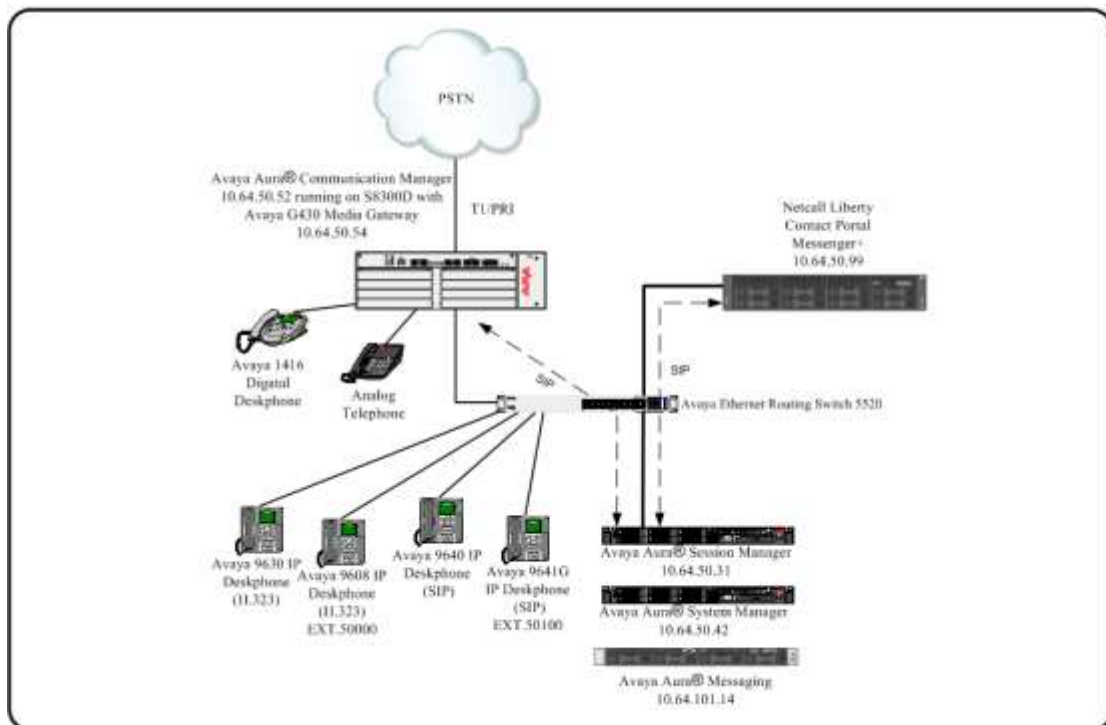 PSTN
Avaya Aura® Communication Manager
10.64.50.52 running on S8300D with
Avaya G430 Media Gateway
10.64.50.54
T1/PRI
Netcall Liberty
Contact Portal
Messenger+
10.64.50.99
Avaya 1416
Digatal
Deskphone
Analog
Telephone
SIP
SIP
Avaya Ethernet Routing Switch 5520
Avaya 9630 IP
Deskphone
(H.323)
Avaya 9608 IP
Deskphone
(H.323)
EXT.50000
Avaya 9640 IP
Deskphone
(SIP)
Avaya 9641G
IP Deskphone
(SIP)
EXT.50100
Avaya Aura® Session Manager
10.64.50.31
Avaya Aura® System Manager
10.64.50.42
Avaya Aura® Messaging
10.64.101.14